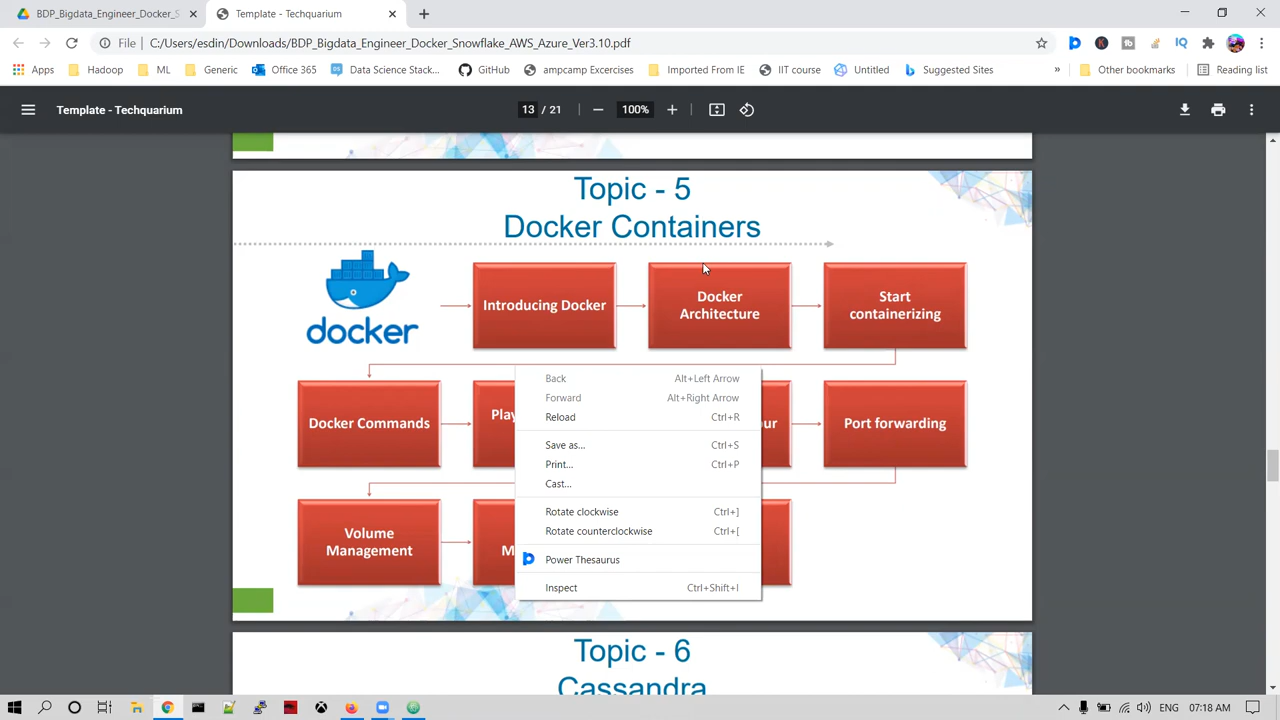 BDP_Bigdata_Engineer_Docker_S
Template - Techquarium
File
C:/Users/esdin/Downloads/BDP_Bigdata_Engineer_Docker_Snowflake_AWS_Azure_Ver3.10.pdf
Apps
Hadoop
ML
Generic
Office 365
Data Science Stack...
GitHub
ampcamp Excercises
Imported From IE
IIT course
Untitled
Suggested Sites
»
Other bookmarks
Reading list
Template - Techquarium
13 / 21
100%
Topic - 5
Docker Containers
docker
Introducing Docker
Docker
Architecture
Start
containerizing
Docker Commands
Play
ur
Port forwarding
Volume
Management
M
Back Alt+Left Arrow
Forward Alt+Right Arrow
Reload Ctrl+R
Save as... Ctrl+S
Print... Ctrl+P
Cast...
Rotate clockwise Ctrl+]
Rotate counterclockwise Ctrl+[
Power Thesaurus
Inspect Ctrl+Shift+I
Topic - 6
Cassandra
ENG
07:18 AM